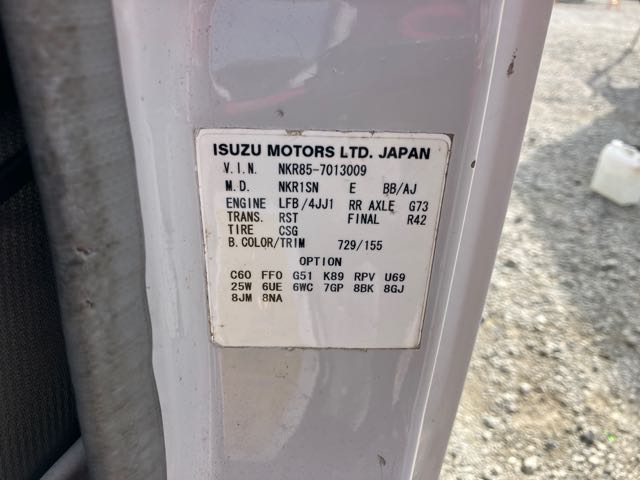 ISUZU MOTORS LTD. JAPAN
V.I.N. NKR85-7013009
M.D. NKR1SN E BB/AJ
ENGINE LFB/4JJ1 RR AXLE G73
TRANS. RST FINAL R42
TIRE CSG
B.COLOR/TRIM 729/155
OPTION
C60 FF0 G51 K89 RPV U69
25W 6UE 6WC 7GP 8BK 8GJ
8JM 8NA